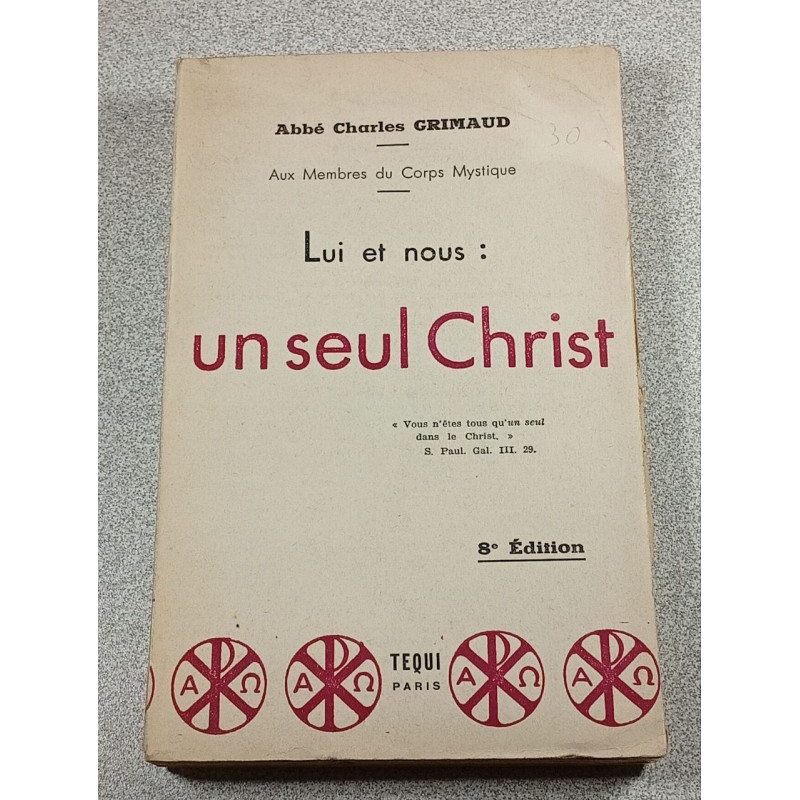 Abbé Charles GRIMAUD
30
Aux Membres du Corps Mystique
Lui et nous :
un seul Christ
« Vous n'êtes tous qu'un seul
dans le Christ. »
S. Paul. Gal. III. 29.
8e Édition
A Ω
A Ω
TEQUI
PARIS
A Ω
A Ω